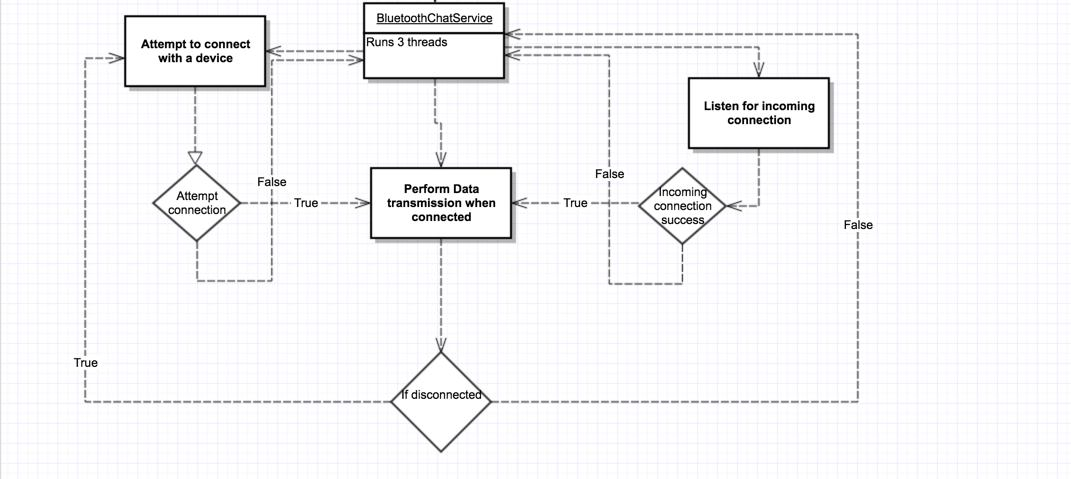 BluetoothChatService
Runs 3 threads
Attempt to connect
with a device
Listen for incoming
connection
Attempt
connection
False
True
Perform Data
transmission when
connected
True
False
Incoming
connection
success
False
True
If disconnected